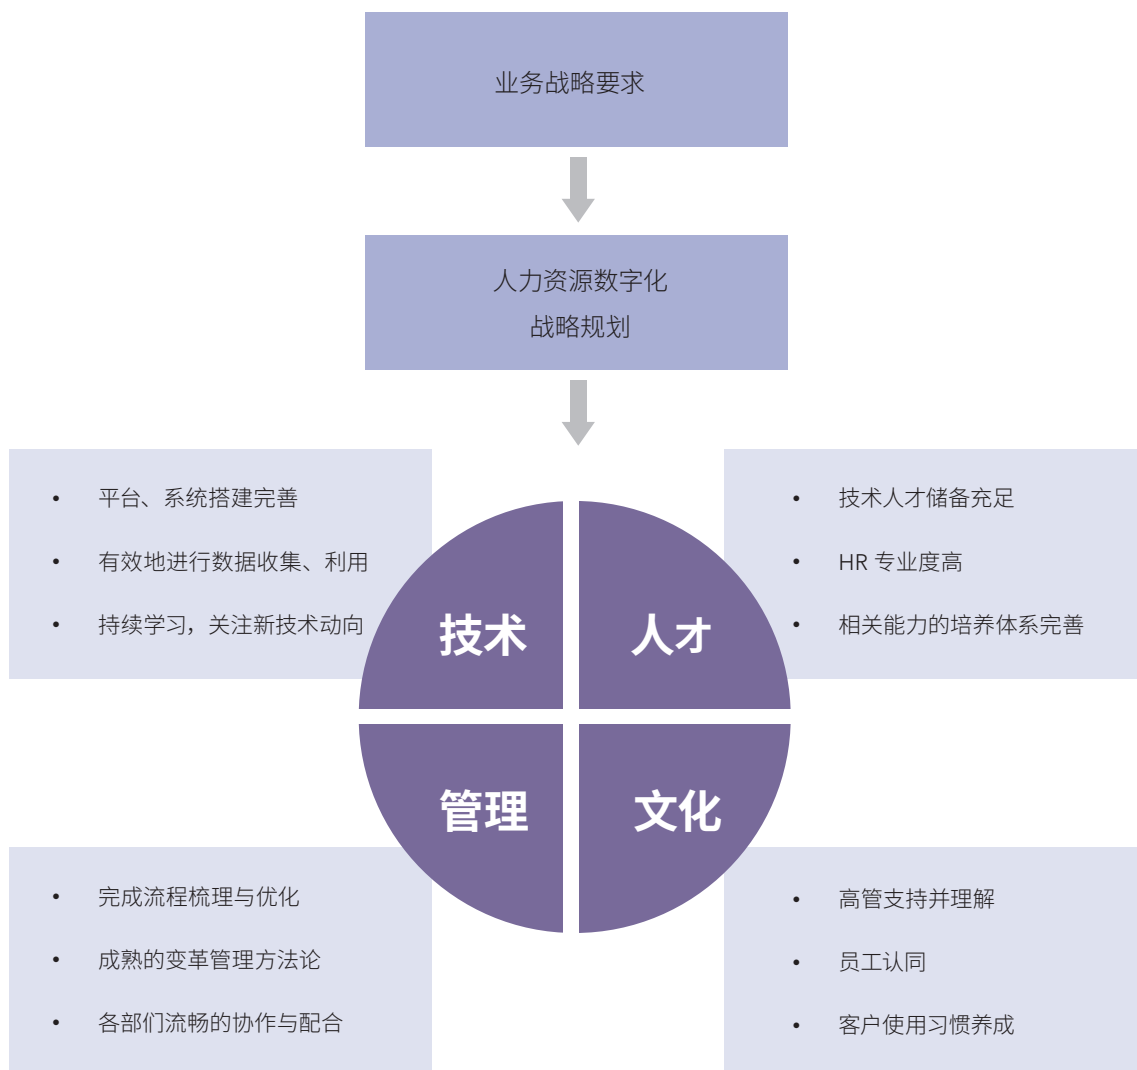 业务战略要求
人力资源数字化
战略规划
• 平台、系统搭建完善
• 有效地进行数据收集、利用
• 持续学习，关注新技术动向
• 技术人才储备充足
• HR 专业度高
• 相关能力的培养体系完善
技术
人才
管理
文化
• 完成流程梳理与优化
• 成熟的变革管理方法论
• 各部们流畅的协作与配合
• 高管支持并理解
• 员工认同
• 客户使用习惯养成